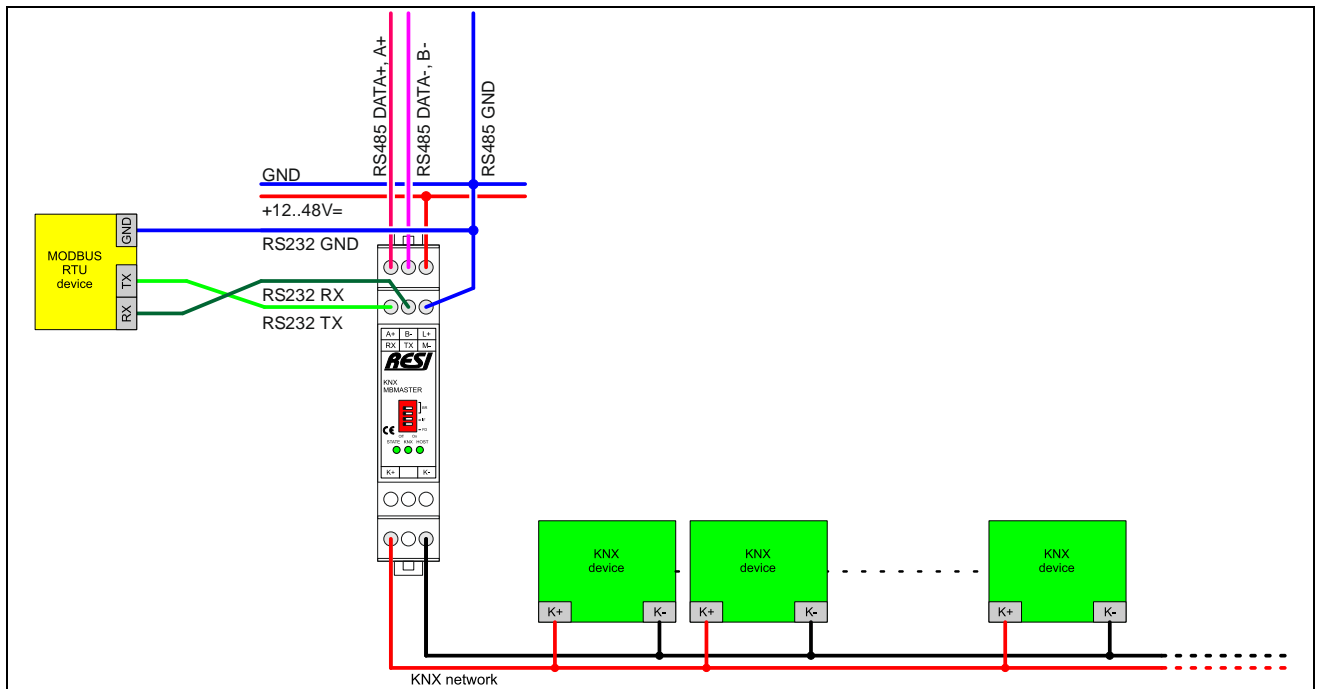 RS485 DATA+, A+
RS485 DATA-, B-
RS485 GND
GND
+12..48V=
RS232 GND
RS232 RX
RS232 TX
MODBUS
RTU
device
GND
TX
RX
A+ B- L+
RX TX M-
RESI
KNX
MBMASTER
CE
Off On
STATE KNX HOST
K+ K-
KNX
device
K+ K-
KNX
device
K+ K-
KNX
device
K+ K-
KNX network